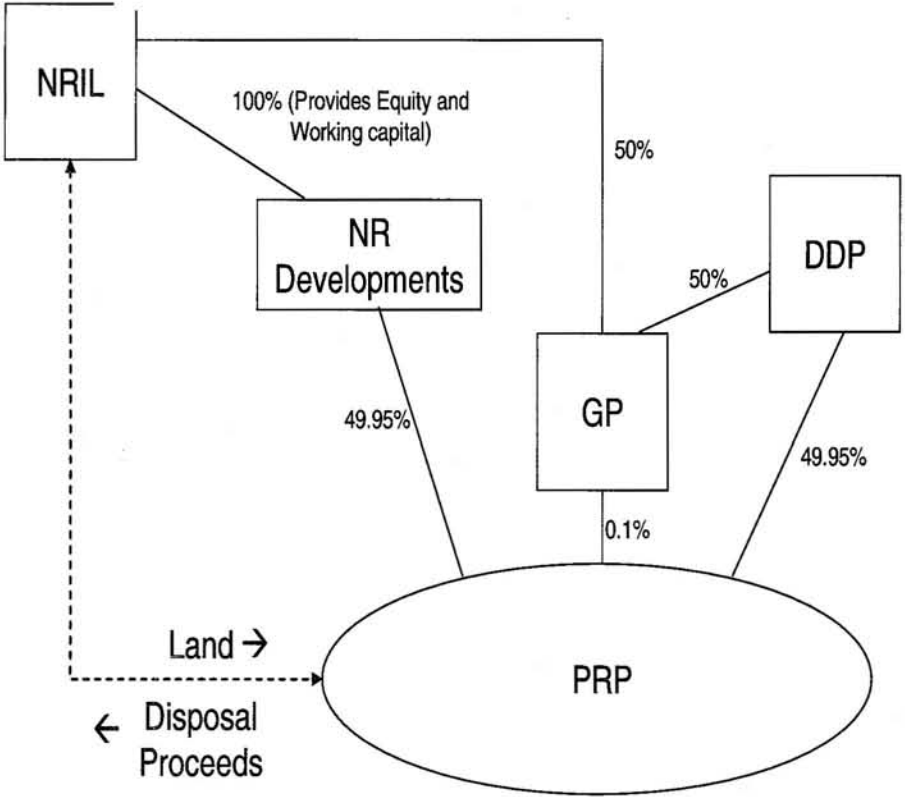 NRIL
100% (Provides Equity and
Working capital)
50%
NR
Developments
DDP
50%
GP
49.95%
49.95%
0.1%
Land →
PRP
← Disposal
Proceeds